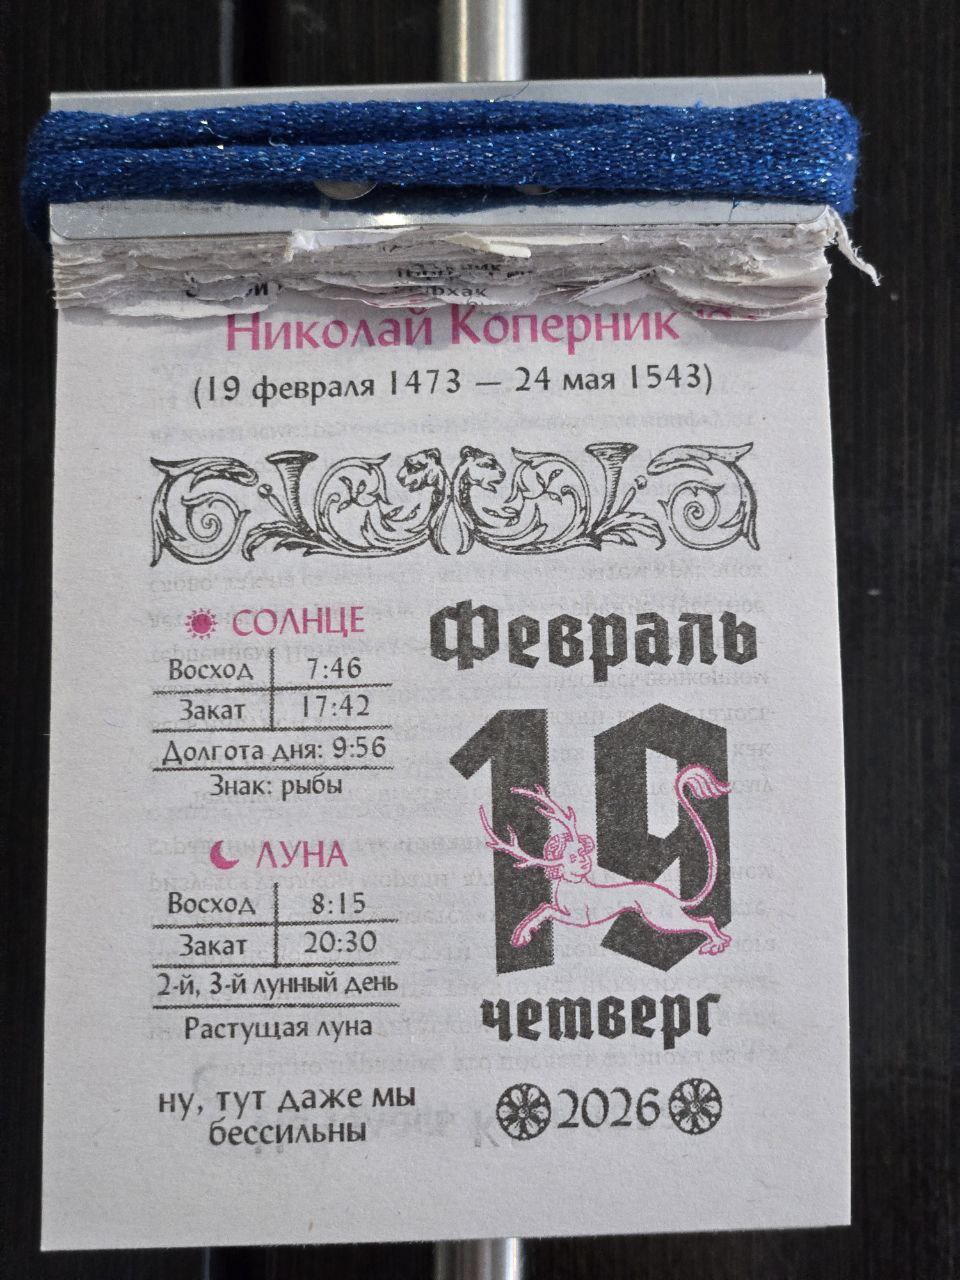 Николай Коперник
(19 февраля 1473 — 24 мая 1543)
СОЛНЦЕ
Восход 7:46
Закат 17:42
Долгота дня: 9:56
Знак: рыбы
ЛУНА
Восход 8:15
Закат 20:30
2-й, 3-й лунный день
Растущая луна
ну, тут даже мы
бессильны
Февраль
19
четверг
2026